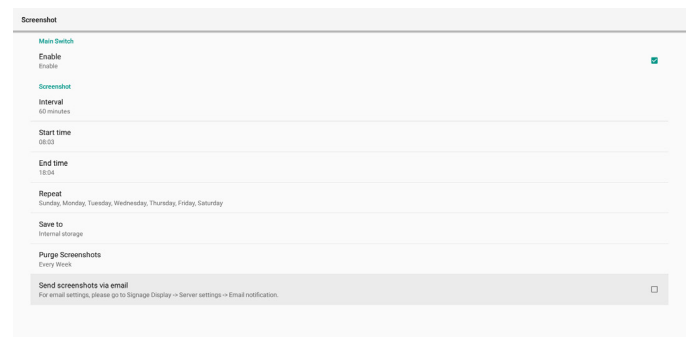 Screenshot
Main Switch
Enable
Enable
Screenshot
Interval
60 minutes
Start time
08:03
End time
18:04
Repeat
Sunday, Monday, Tuesday, Wednesday, Thursday, Friday, Saturday
Save to
Internal storage
Purge Screenshots
Every Week
Send screenshots via email
For email settings, please go to Signage Display -> Server settings -> Email notification.